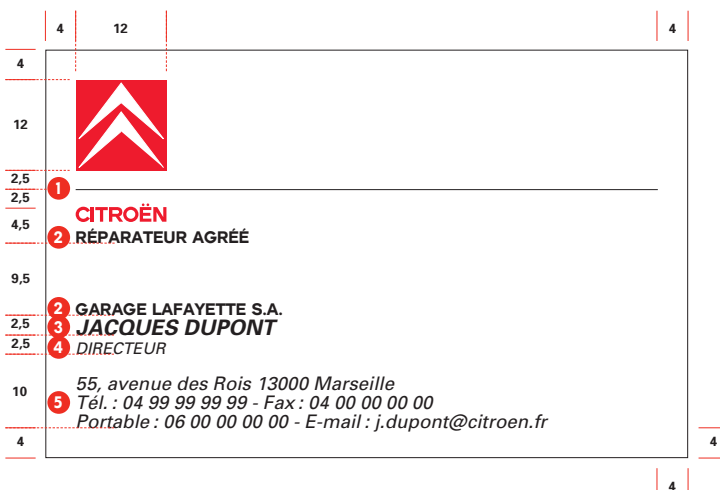 4 12 4
4
12
2,5
1
2,5
CITROËN
4,5
2 RÉPARATEUR AGRÉÉ
9,5
2 GARAGE LAFAYETTE S.A.
2,5
3 JACQUES DUPONT
2,5
4 DIRECTEUR
55, avenue des Rois 13000 Marseille
10
5 Tél. : 04 99 99 99 99 - Fax : 04 00 00 00 00
Portable : 06 00 00 00 00 - E-mail : j.dupont@citroen.fr
4 4
4